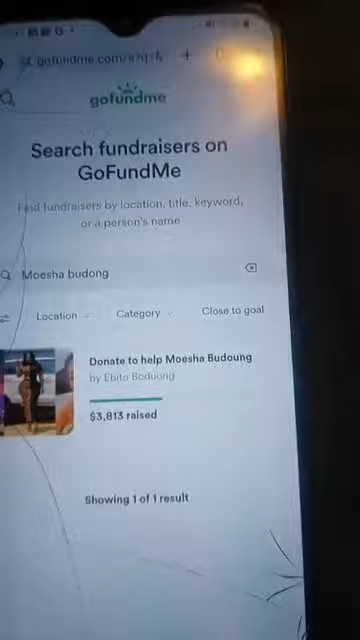 gofundme.com/s?q=
gofundme
Search fundraisers on
GoFundMe
Find fundraisers by location, title, keyword,
or a person's name
Moesha budong
Location
Category
Close to goal
Donate to help Moesha Budoung
by Ebito Boduong
$3,813 raised
Showing 1 of 1 result